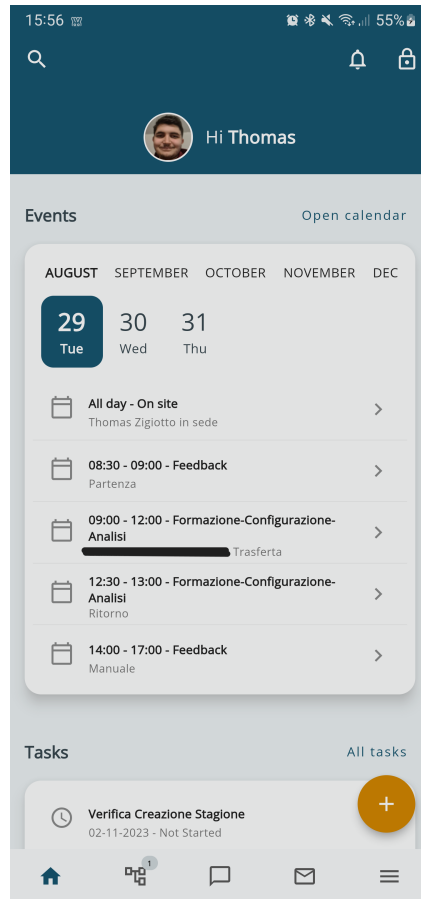 15:56
55%
Hi Thomas
Events
Open calendar
AUGUST SEPTEMBER OCTOBER NOVEMBER DEC
29 30 31
Tue Wed Thu
All day - On site
Thomas Zigiotto in sede
08:30 - 09:00 - Feedback
Partenza
09:00 - 12:00 - Formazione-Configurazione-
Analisi
Trasferta
12:30 - 13:00 - Formazione-Configurazione-
Analisi
Ritorno
14:00 - 17:00 - Feedback
Manuale
Tasks
All tasks
Verifica Creazione Stagione
02-11-2023 - Not Started
+
1